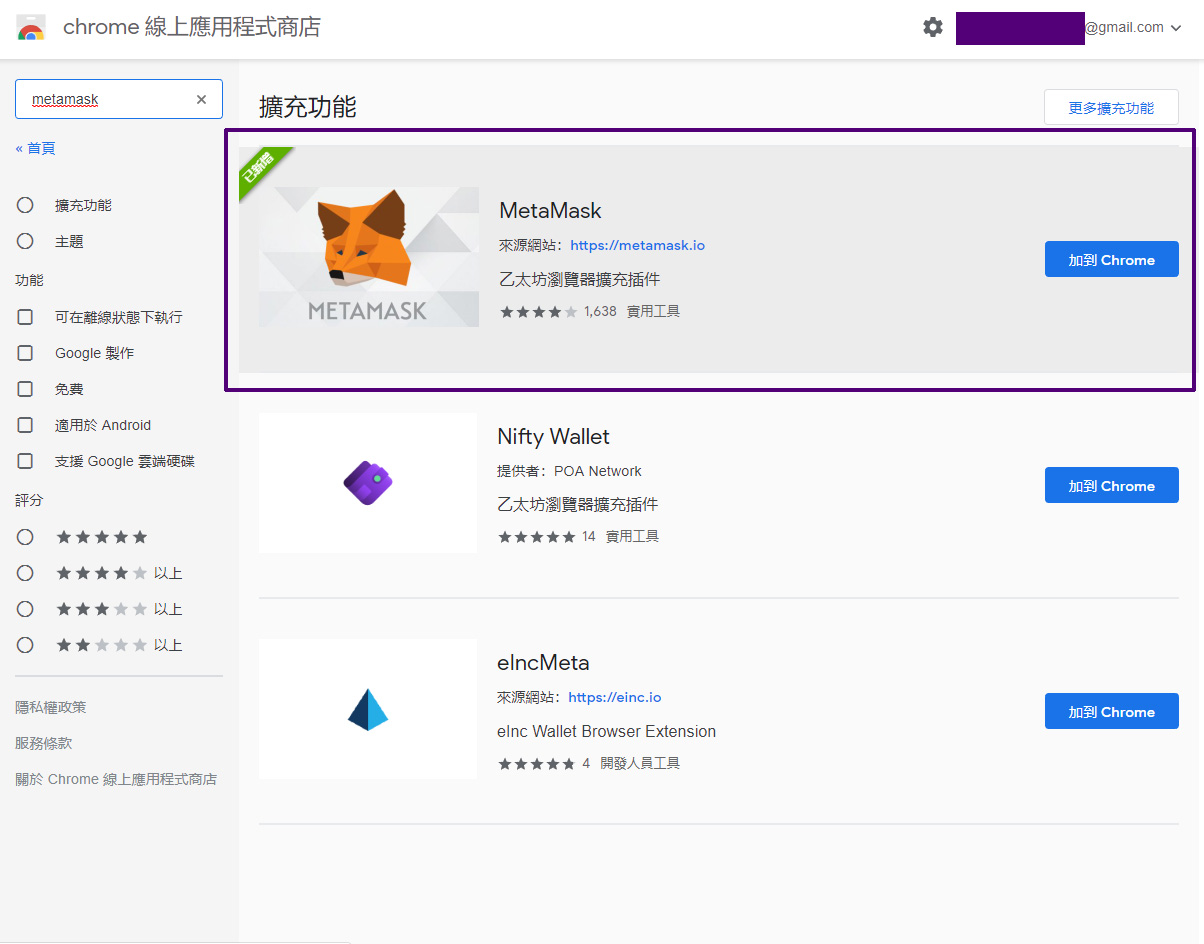 chrome 線上應用程式商店
@gmail.com
metamask
« 首頁
擴充功能
主題
功能
可在離線狀態下執行
Google 製作
免費
適用於 Android
支援 Google 雲端硬碟
評分
以上
以上
以上
隱私權政策
服務條款
關於 Chrome 線上應用程式商店
擴充功能
更多擴充功能
已新增
METAMASK
MetaMask
來源網站：https://metamask.io
乙太坊瀏覽器擴充插件
1,638 實用工具
加到 Chrome
Nifty Wallet
提供者：POA Network
乙太坊瀏覽器擴充插件
14 實用工具
加到 Chrome
eIncMeta
來源網站：https://einc.io
eInc Wallet Browser Extension
4 開發人員工具
加到 Chrome